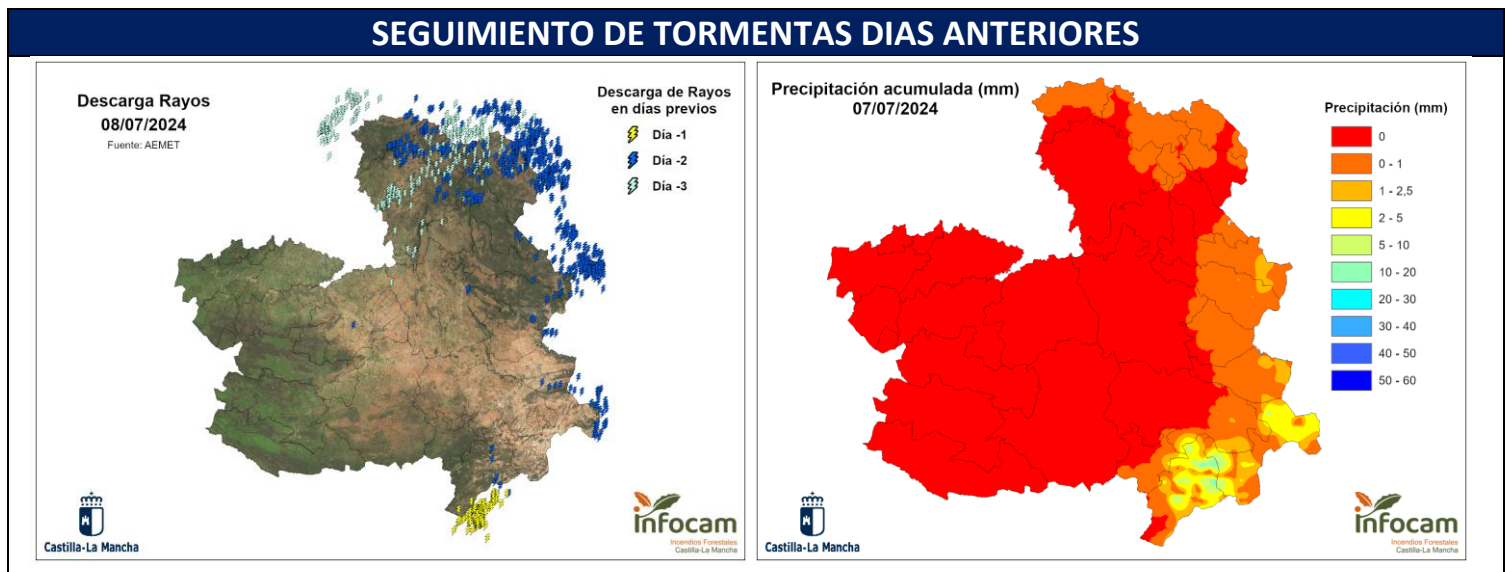 SEGUIMIENTO DE TORMENTAS DIAS ANTERIORES
Descarga Rayos
08/07/2024
Fuente: AEMET
Descarga de Rayos
en días previos
Día -1
Día -2
Día -3
Castilla-La Mancha
infocam
Incendios Forestales
Castilla-La Mancha
Precipitación acumulada (mm)
07/07/2024
Precipitación (mm)
0
0 - 1
1 - 2,5
2 - 5
5 - 10
10 - 20
20 - 30
30 - 40
40 - 50
50 - 60
Castilla-La Mancha
infocam
Incendios Forestales
Castilla-La Mancha